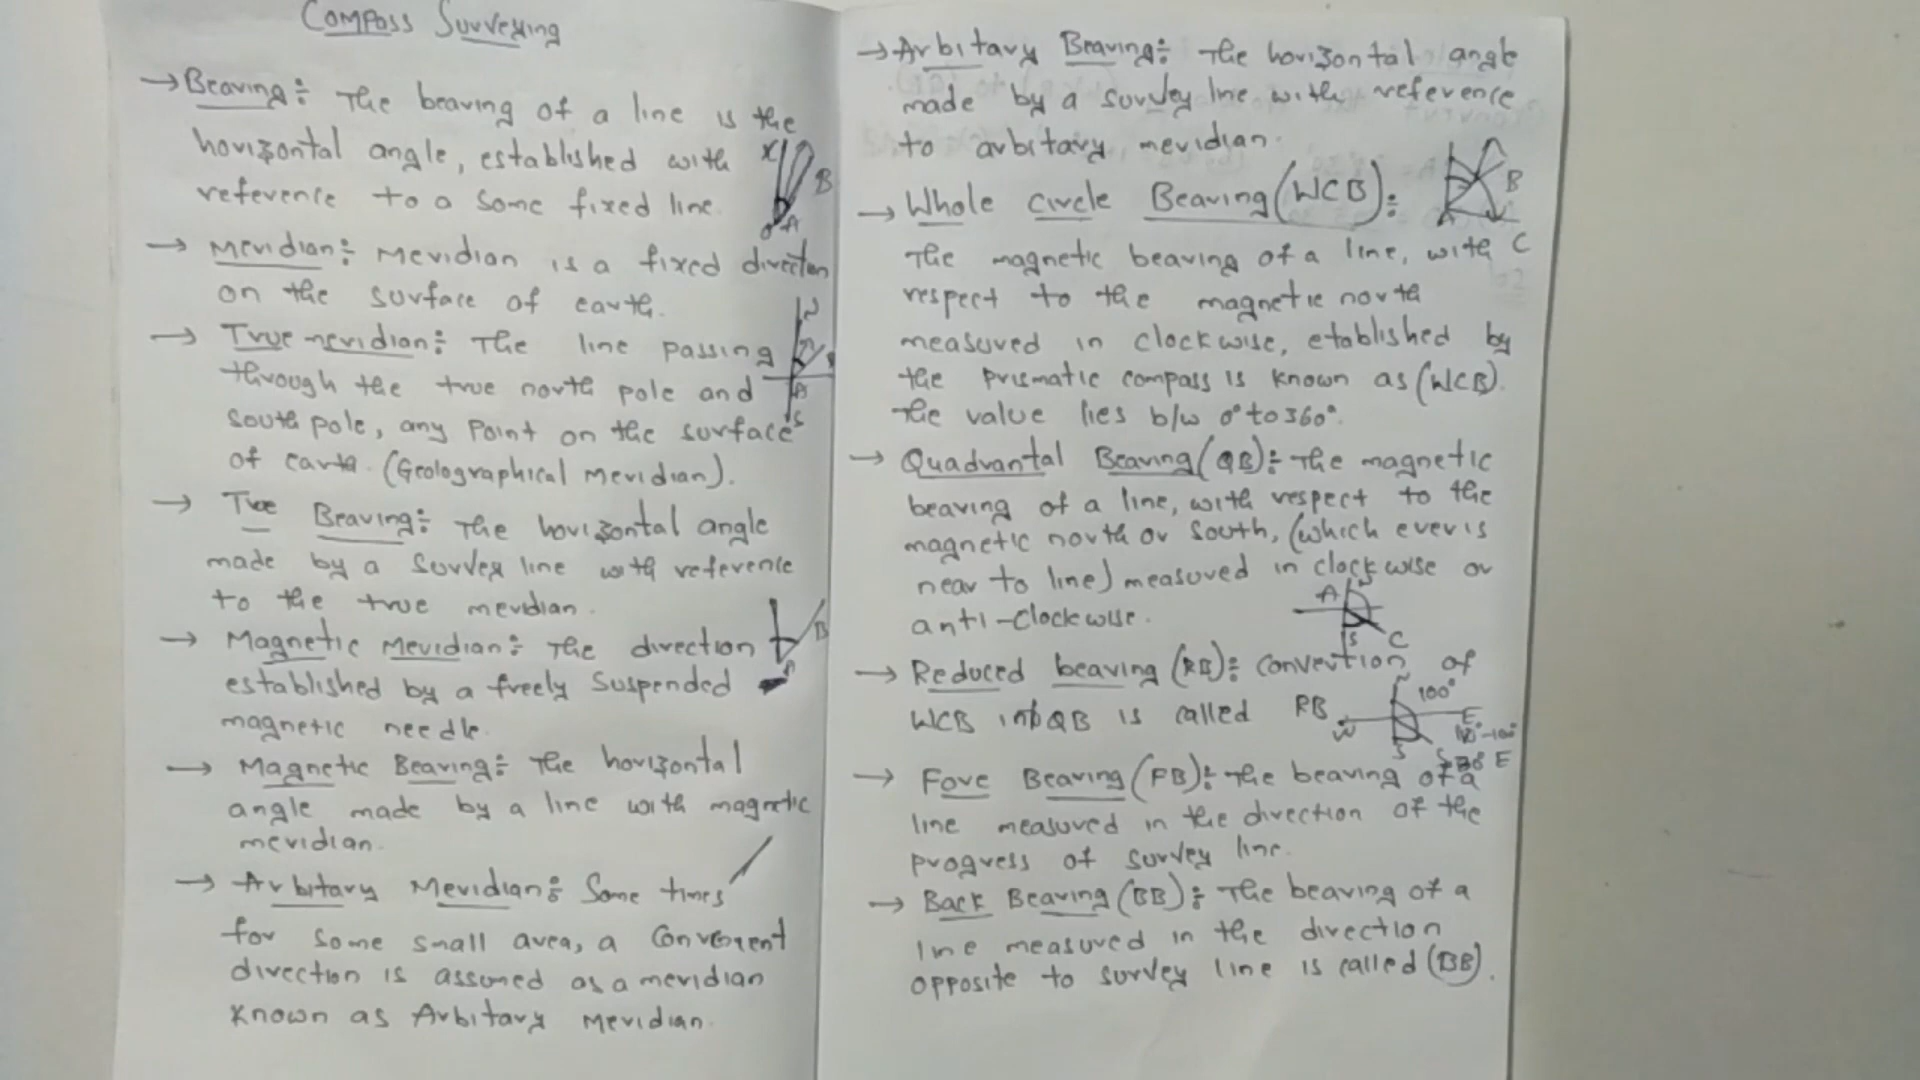 Compass Surveying
→ Bearing:- The bearing of a line is the
horizontal angle, established with
reference to a some fixed line.
X
B
O
A
→ Meridian:- Meridian is a fixed direction
on the surface of earth.
→ True meridian:- The line passing
through the true north pole and
south pole, any point on the surface
of earth. (Geolographical meridian).
N
B
A
S
→ True Bearing:- The horizontal angle
made by a survey line with reference
to the true meridian.
→ Magnetic Meridian:- The direction
established by a freely suspended
magnetic needle.
B
A
→ Magnetic Bearing:- The horizontal
angle made by a line with magnetic
meridian.
→ Arbitary Meridian:- Some times
for some small area, a convenent
direction is assumed as a meridian
known as Arbitary Meridian.
→ Arbitary Bearing:- The horizontal angle
made by a survey line with reference
to arbitary meridian.
→ Whole circle Bearing (WCB):-
A
B
C
The magnetic bearing of a line, with
respect to the magnetic north
measured in clockwise, etablished by
the prismatic compass is known as (WCB).
The value lies b/w 0° to 360°.
→ Quadrantal Bearing (QB):- The magnetic
bearing of a line, with respect to the
magnetic north or south, (which ever is
near to line) measured in clockwise or
anti-clockwise.
A
S
C
→ Reduced bearing (RB):- convertion of
WCB into QB is called RB
N
100°
W
E
S
→ Fore Bearing (FB):- The bearing of a
line measured in the direction of the
progress of survey line.
→ Back Bearing (BB):- The bearing of a
line measured in the direction
opposite to survey line is called (BB).